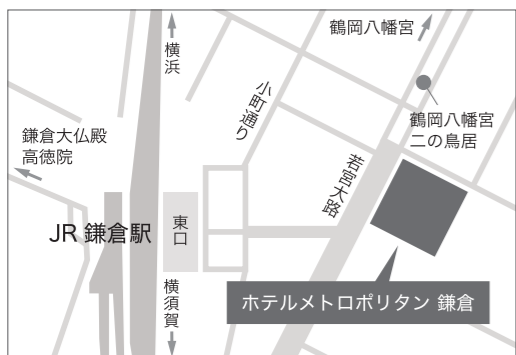 鶴岡八幡宮
横浜
小町通り
鶴岡八幡宮
二の鳥居
鎌倉大仏殿
高徳院
若宮大路
JR 鎌倉駅
東口
横須賀
ホテルメトロポリタン 鎌倉